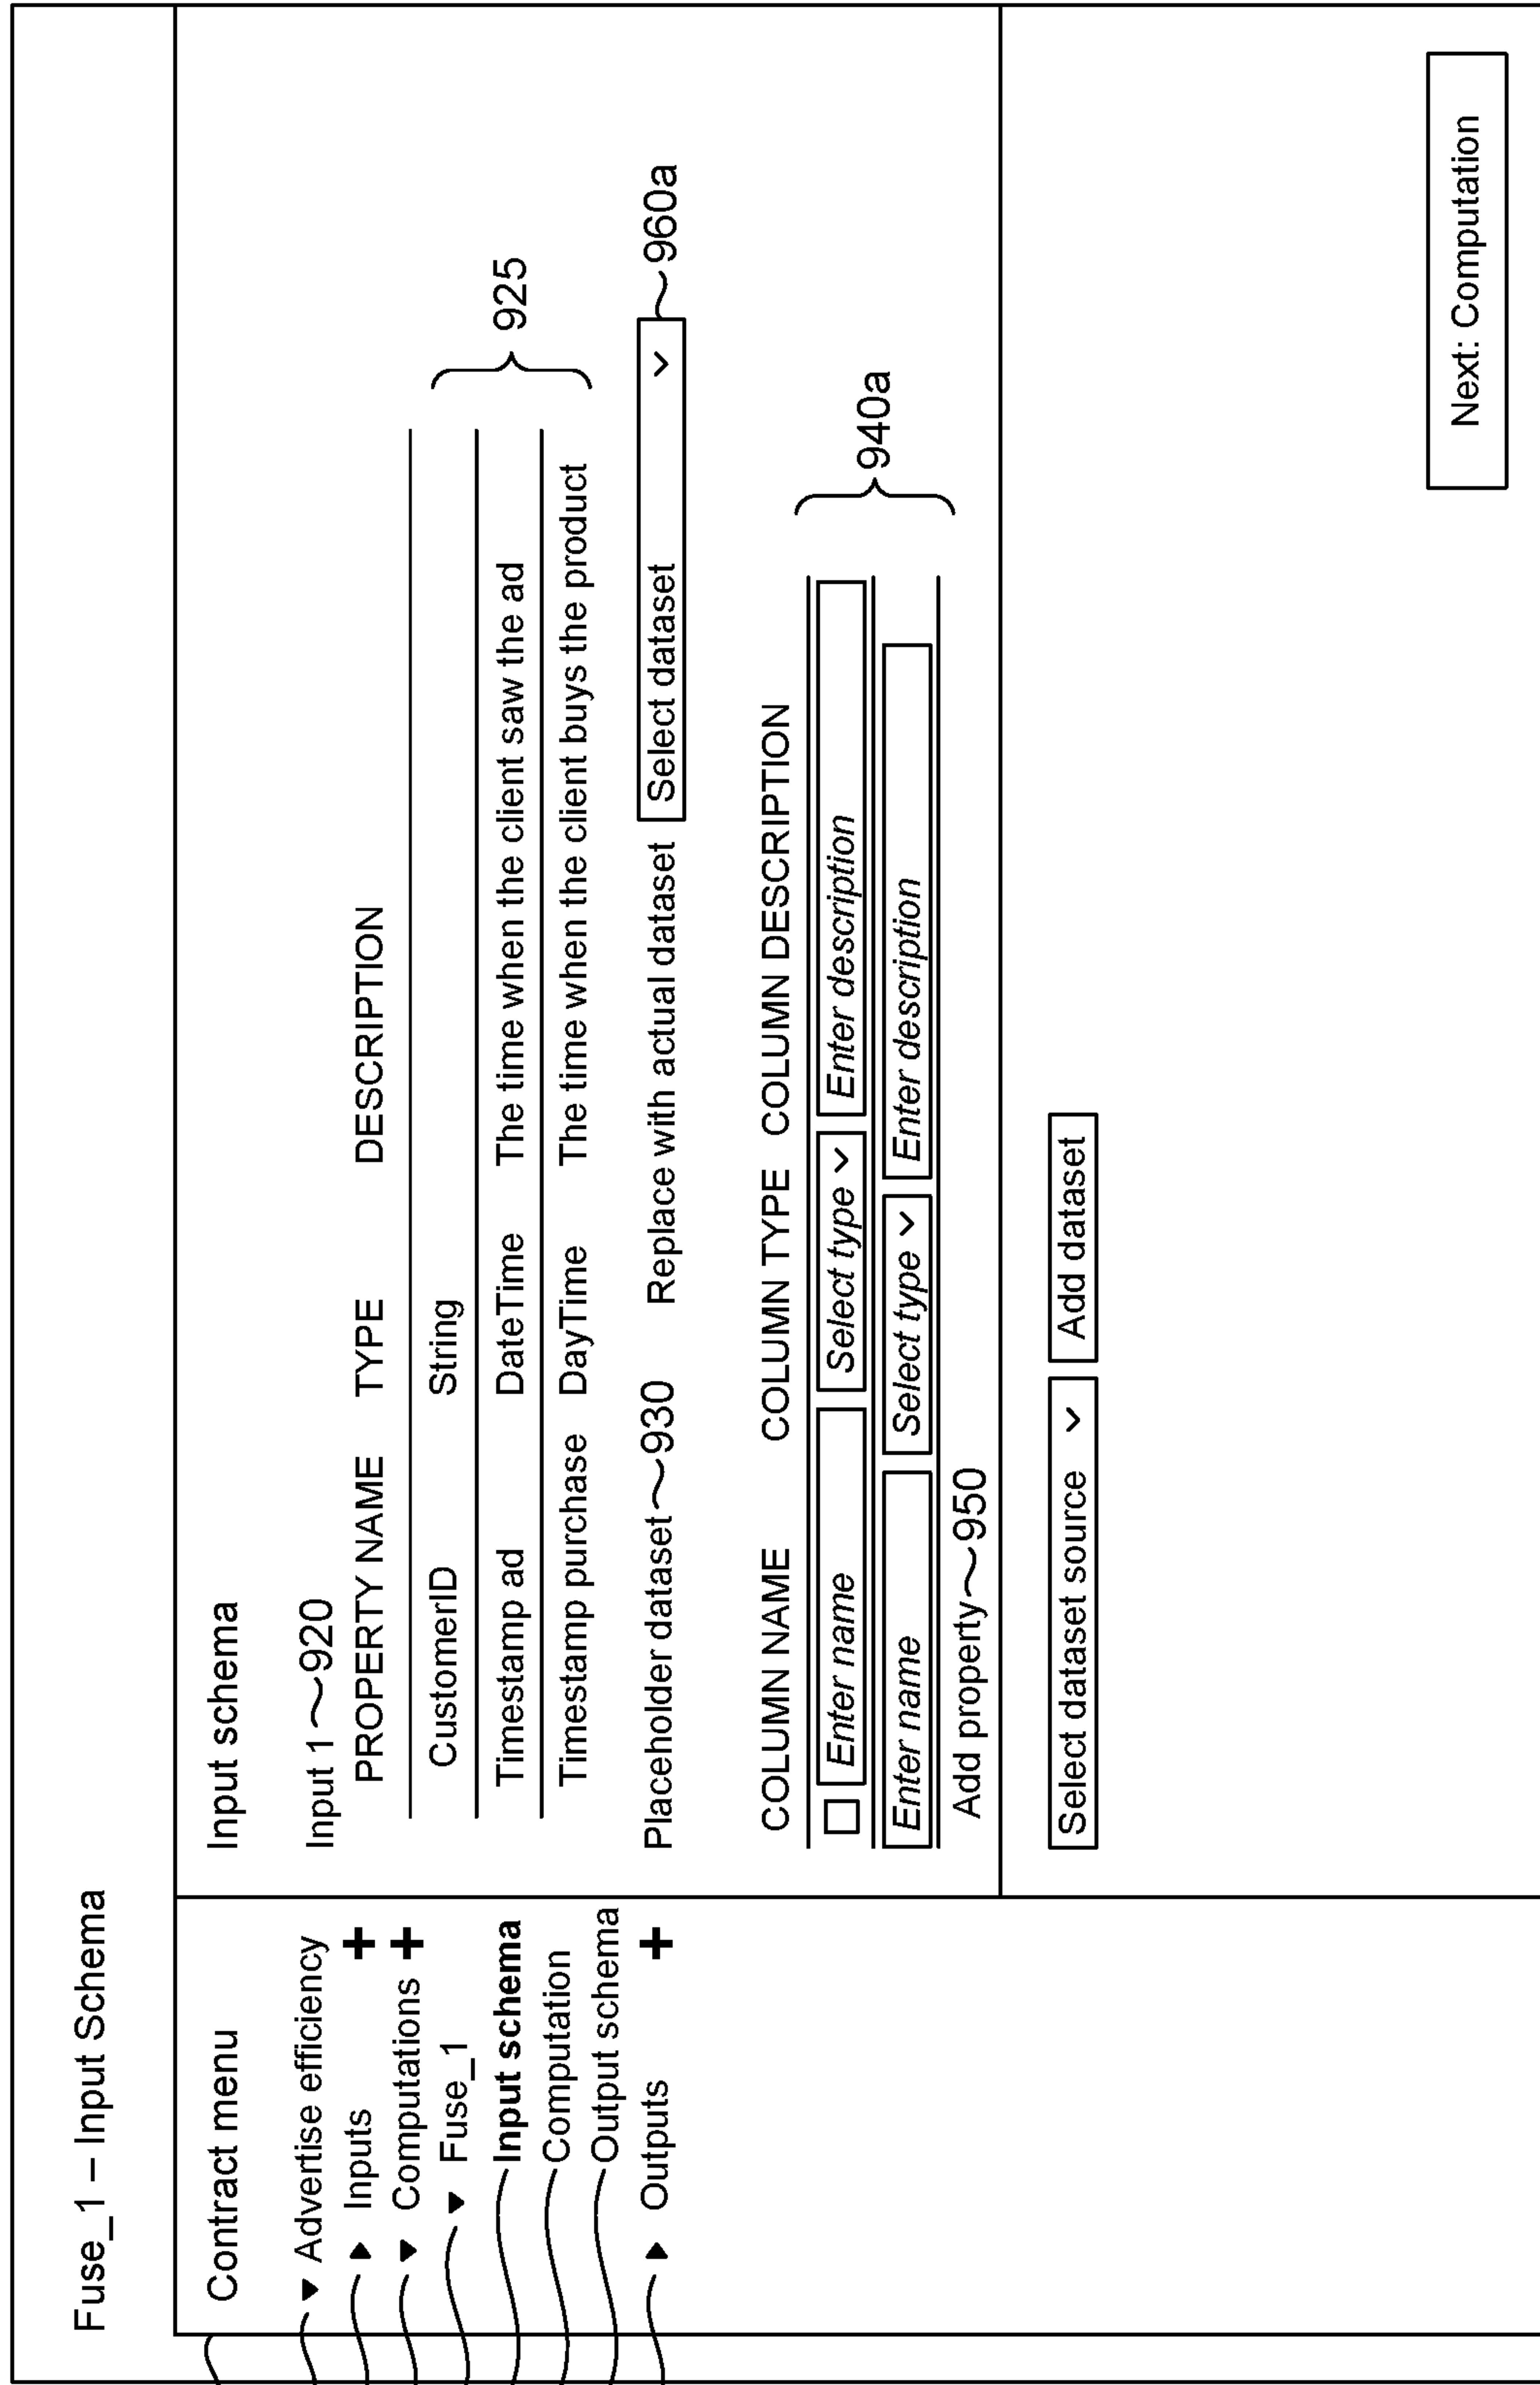 Fuse_1 – Input Schema
Contract menu
▼ Advertise efficiency
▶ Inputs +
▼ Computations +
▼ Fuse_1
Input schema
Computation
Output schema
▶ Outputs +
Input schema
Input 1 ~920
PROPERTY NAME TYPE DESCRIPTION
CustomerID String
Timestamp ad DateTime The time when the client saw the ad
Timestamp purchase DayTime The time when the client buys the product
925
Placeholder dataset~930 Replace with actual dataset Select dataset ~960a
COLUMN NAME COLUMN TYPE COLUMN DESCRIPTION
Enter name Select type Enter description
Enter name Select type Enter description
940a
Add property~950
Select dataset source Add dataset
Next: Computation